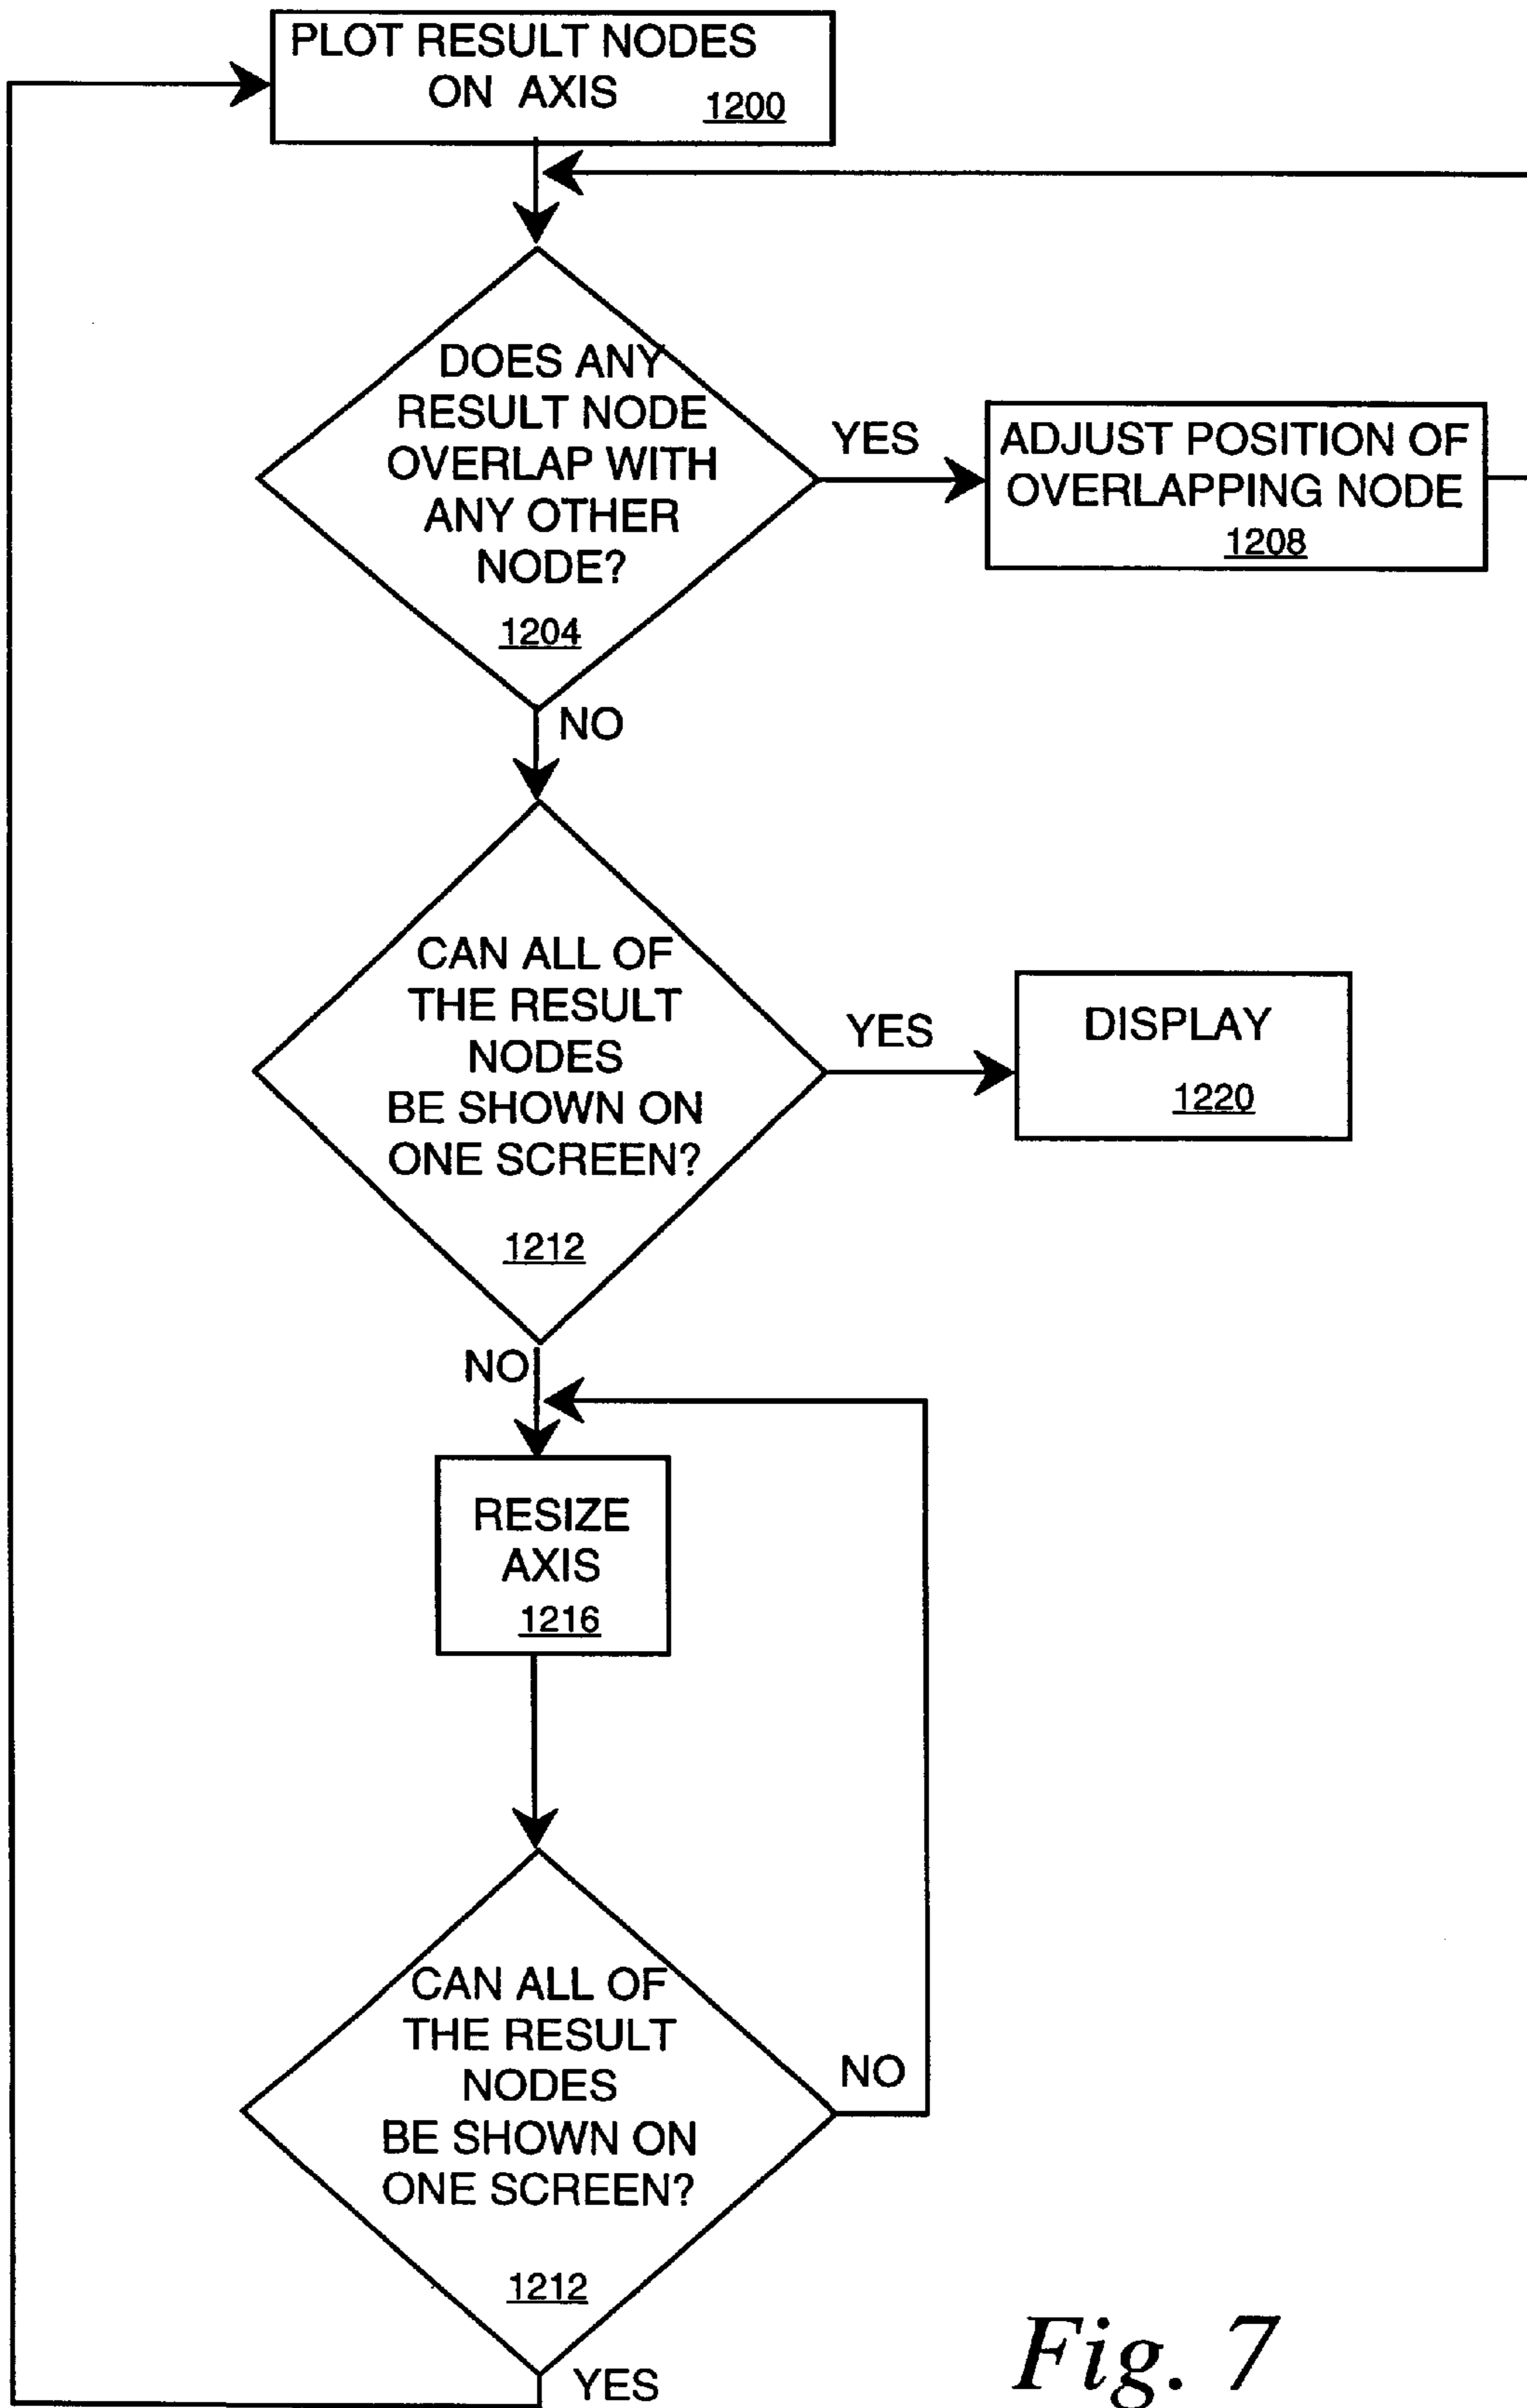 PLOT RESULT NODES
ON AXIS 1200
DOES ANY
RESULT NODE
OVERLAP WITH
ANY OTHER
NODE?
1204
YES
ADJUST POSITION OF
OVERLAPPING NODE
1208
NO
CAN ALL OF
THE RESULT
NODES
BE SHOWN ON
ONE SCREEN?
1212
YES
DISPLAY
1220
NO
RESIZE
AXIS
1216
CAN ALL OF
THE RESULT
NODES
BE SHOWN ON
ONE SCREEN?
1212
NO
YES
Fig. 7